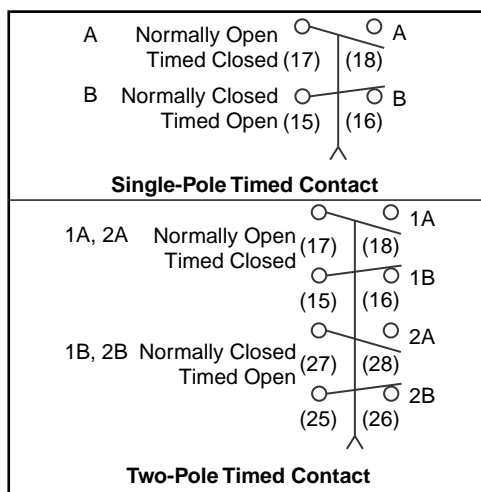 A Normally Open A
Timed Closed (17) (18)
B Normally Closed B
Timed Open (15) (16)
Single-Pole Timed Contact
1A
1A, 2A Normally Open (17) (18)
Timed Closed
1B
(15) (16)
2A
1B, 2B Normally Closed (27) (28)
Timed Open
2B
(25) (26)
Two-Pole Timed Contact